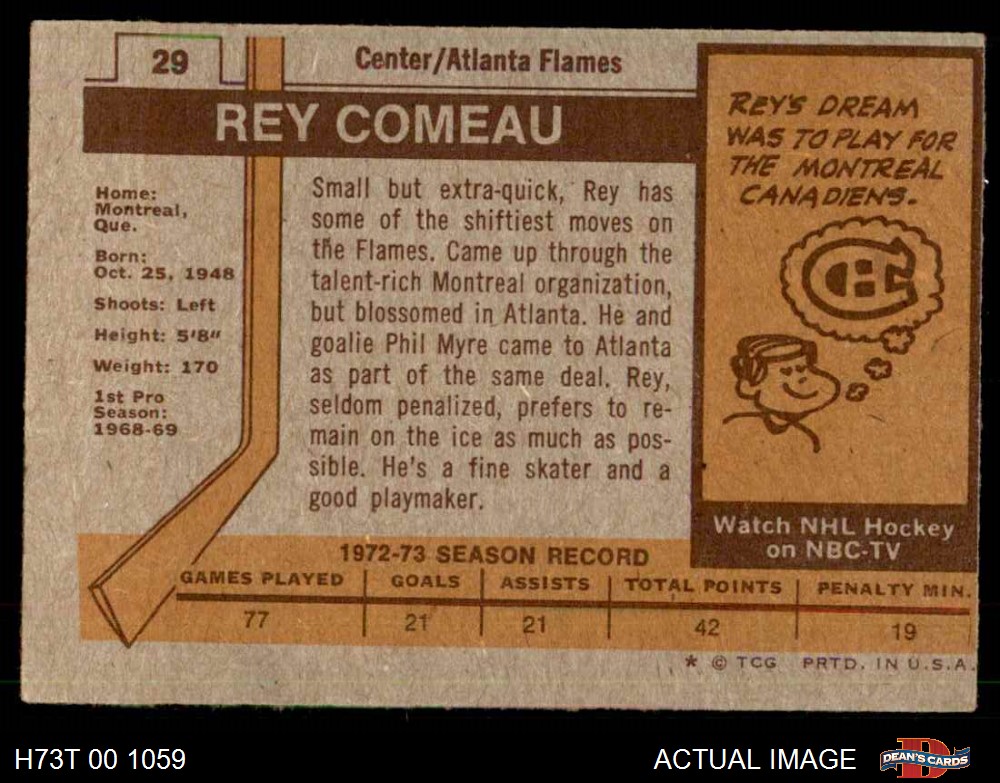 29
Center/Atlanta Flames
REY COMEAU
Home:
Montreal,
Que.
Born:
Oct. 25, 1948
Shoots: Left
Height: 5'8"
Weight: 170
1st Pro
Season:
1968-69
Small but extra-quick, Rey has
some of the shiftiest moves on
the Flames. Came up through the
talent-rich Montreal organization,
but blossomed in Atlanta. He and
goalie Phil Myre came to Atlanta
as part of the same deal. Rey,
seldom penalized, prefers to re-
main on the ice as much as pos-
sible. He's a fine skater and a
good playmaker.
REY'S DREAM
WAS TO PLAY FOR
THE MONTREAL
CANADIENS.
CH
Watch NHL Hockey
on NBC-TV
1972-73 SEASON RECORD
GAMES PLAYED GOALS ASSISTS TOTAL POINTS PENALTY MIN.
77 21 21 42 19
* © TCG PRTD. IN U.S.A.
H73T 00 1059
ACTUAL IMAGE
D
DEAN'S CARDS